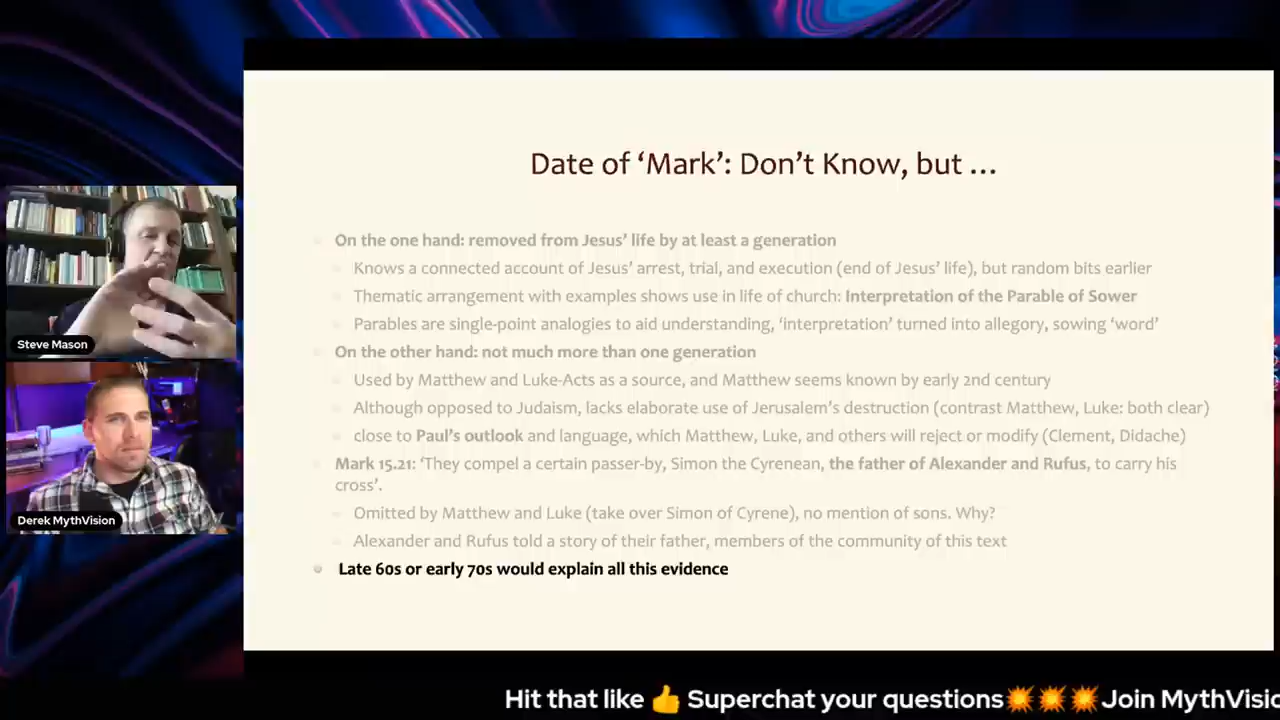 Date of ‘Mark’: Don’t Know, but …
On the one hand: removed from Jesus’ life by at least a generation
Knows a connected account of Jesus’ arrest, trial, and execution (end of Jesus’ life), but random bits earlier
Thematic arrangement with examples shows use in life of church: Interpretation of the Parable of Sower
Parables are single-point analogies to aid understanding, ‘interpretation’ turned into allegory, sowing ‘word’
On the other hand: not much more than one generation
Used by Matthew and Luke-Acts as a source, and Matthew seems known by early 2nd century
Although opposed to Judaism, lacks elaborate use of Jerusalem’s destruction (contrast Matthew, Luke: both clear)
close to Paul’s outlook and language, which Matthew, Luke, and others will reject or modify (Clement, Didache)
Mark 15.21: ‘They compel a certain passer-by, Simon the Cyrenean, the father of Alexander and Rufus, to carry his
cross’.
Omitted by Matthew and Luke (take over Simon of Cyrene), no mention of sons. Why?
Alexander and Rufus told a story of their father, members of the community of this text
Late 60s or early 70s would explain all this evidence
Steve Mason
Derek MythVision
Hit that like 👍 Superchat your questions💥💥💥Join MythVisio